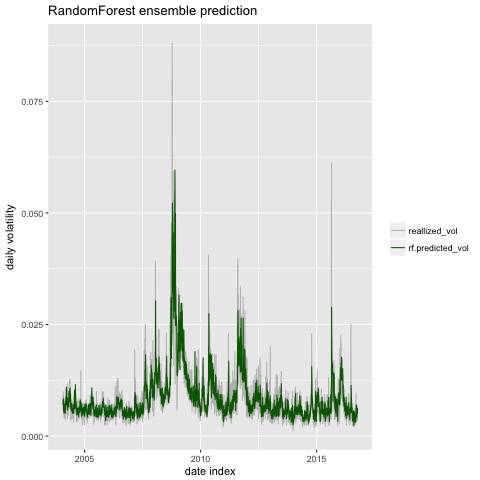 RandomForest ensemble prediction
daily volatility
0.075
0.050
0.025
0.000
2005 2010 2015
date index
reallized_vol
rf.predicted_vol